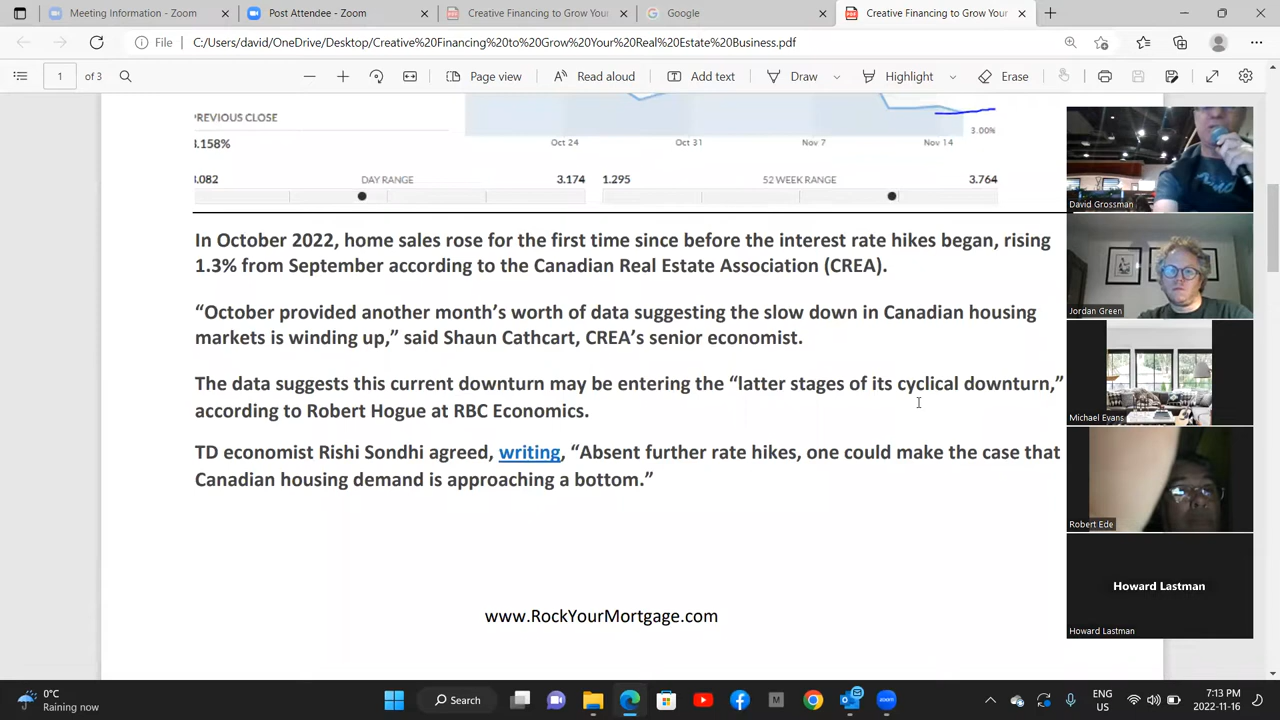 Meeting Information - Zoom
Post Attendee - Zoom
Creative Financing to Grow Your
Google
Creative Financing to Grow Your
File
C:/Users/david/OneDrive/Desktop/Creative%20Financing%20to%20Grow%20Your%20Real%20Estate%20Business.pdf
1 of 3
Page view
Read aloud
Add text
Draw
Highlight
Erase
PREVIOUS CLOSE
3.00%
Oct 24
Oct 31
Nov 7
Nov 14
.158%
.082
DAY RANGE
3.174
1.295
52 WEEK RANGE
3.764
In October 2022, home sales rose for the first time since before the interest rate hikes began, rising
1.3% from September according to the Canadian Real Estate Association (CREA).
“October provided another month’s worth of data suggesting the slow down in Canadian housing
markets is winding up,” said Shaun Cathcart, CREA’s senior economist.
The data suggests this current downturn may be entering the “latter stages of its cyclical downturn,”
according to Robert Hogue at RBC Economics.
TD economist Rishi Sondhi agreed, writing, “Absent further rate hikes, one could make the case that
Canadian housing demand is approaching a bottom.”
www.RockYourMortgage.com
David Grossman
Jordan Green
Michael Evans
Robert Ede
Howard Lastman
Howard Lastman
0°C
Raining now
Search
ENG
US
7:13 PM
2022-11-16